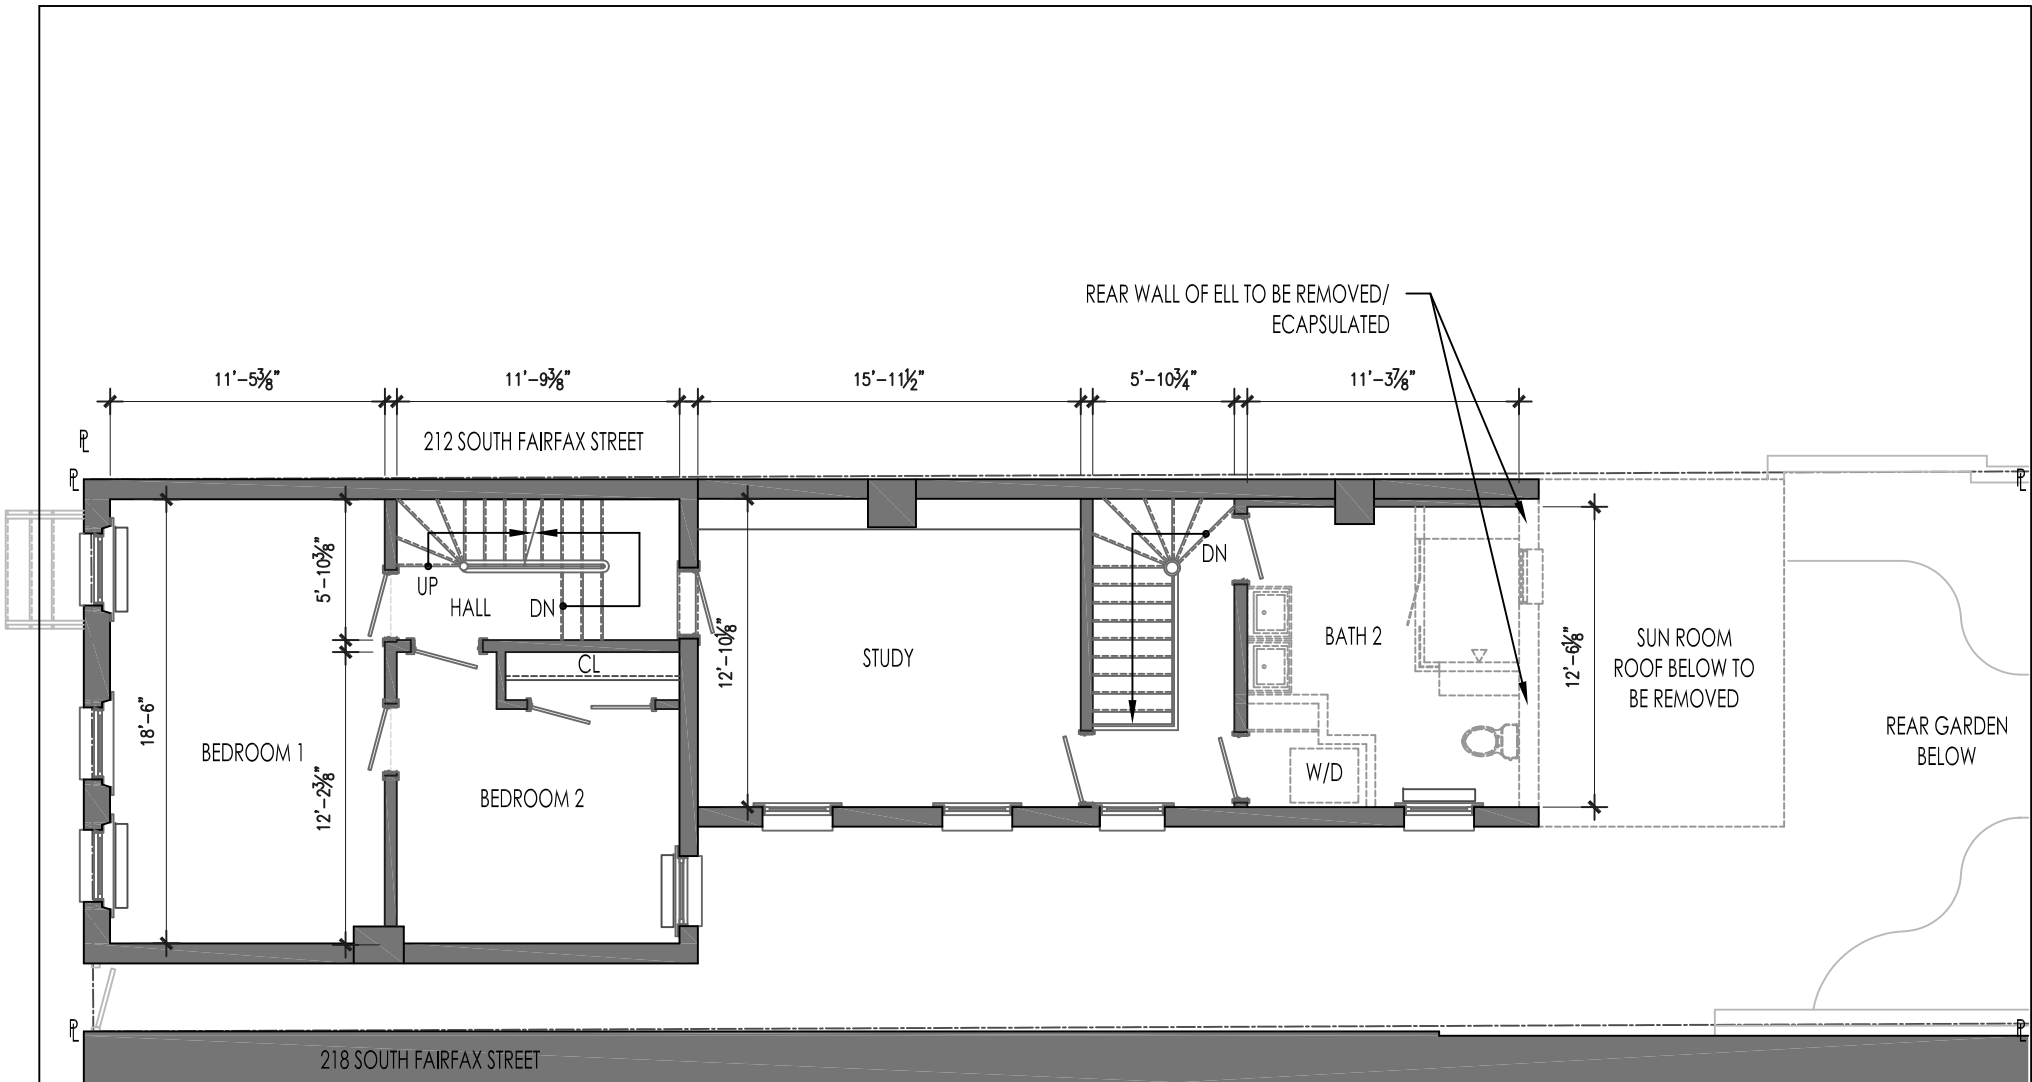 REAR WALL OF ELL TO BE REMOVED/
ECAPSULATED
11'-5⅜"
11'-9⅜"
15'-11½"
5'-10¾"
11'-3⅞"
PL
212 SOUTH FAIRFAX STREET
PL
PL
5'-10⅜"
UP
HALL
DN
DN
CL
12'-10⅛"
STUDY
BATH 2
12'-6⅛"
SUN ROOM
ROOF BELOW TO
BE REMOVED
18'-6"
BEDROOM 1
12'-2⅜"
BEDROOM 2
W/D
REAR GARDEN
BELOW
PL
PL
218 SOUTH FAIRFAX STREET